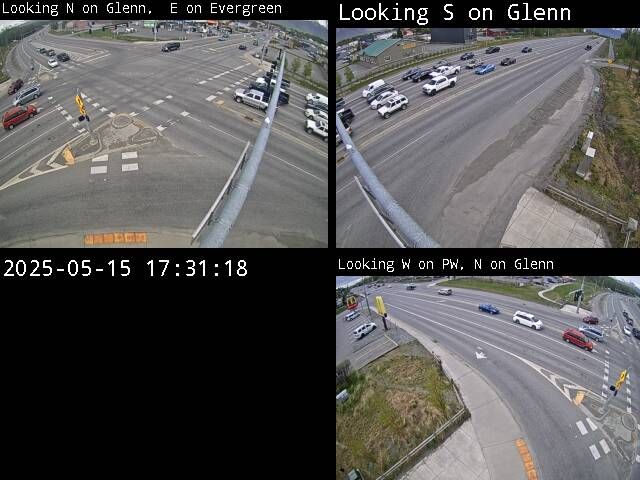 Looking N on Glenn,  E on Evergreen
Looking S on Glenn
2025-05-15 17:31:18
Looking W on PW, N on Glenn